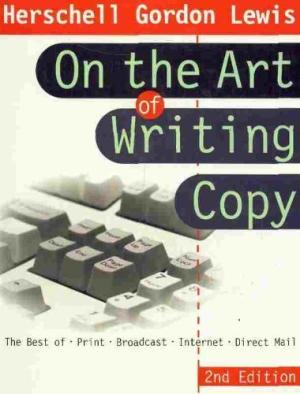 Herschell Gordon Lewis
On the Art
of
Writing
Copy
The Best of · Print · Broadcast · Internet · Direct Mail
2nd Edition